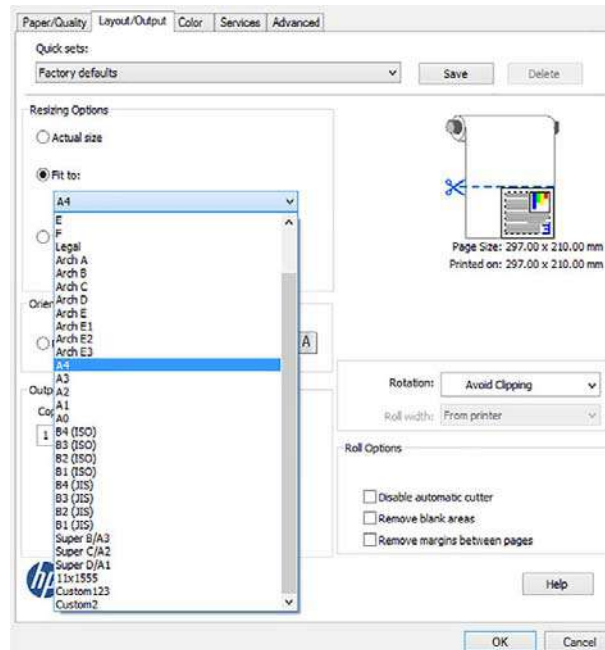 Paper/Quality Layout/Output Color Services Advanced
Quick sets:
Factory defaults
Save
Delete
Resizing Options
Actual size
Fit to:
A4
E
F
Legal
Arch A
Arch B
Arch C
Arch D
Arch E
Arch E1
Arch E2
Arch E3
A4
A3
A2
A1
A0
B4 (ISO)
B3 (ISO)
B2 (ISO)
B1 (ISO)
B4 (JIS)
B3 (JIS)
B2 (JIS)
B1 (JIS)
Super B/A3
Super C/A2
Super D/A1
11x1555
Custom123
Custom2
Orien
A
Outp
Cop
1
hp
Page Size: 297.00 x 210.00 mm
Printed on: 297.00 x 210.00 mm
Rotation: Avoid Clipping
Roll width: From printer
Roll Options
Disable automatic cutter
Remove blank areas
Remove margins between pages
Help
OK
Cancel